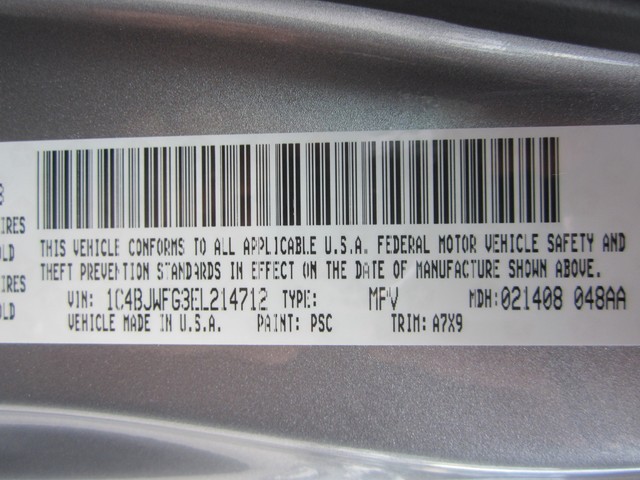 THIS VEHICLE CONFORMS TO ALL APPLICABLE U.S.A. FEDERAL MOTOR VEHICLE SAFETY AND
THEFT PREVENTION STANDARDS IN EFFECT ON THE DATE OF MANUFACTURE SHOWN ABOVE.
VIN: 1C4BJWFG3EL214712 TYPE: MPV MDH:021408 048AA
VEHICLE MADE IN U.S.A. PAINT: PSC TRIM: A7X9